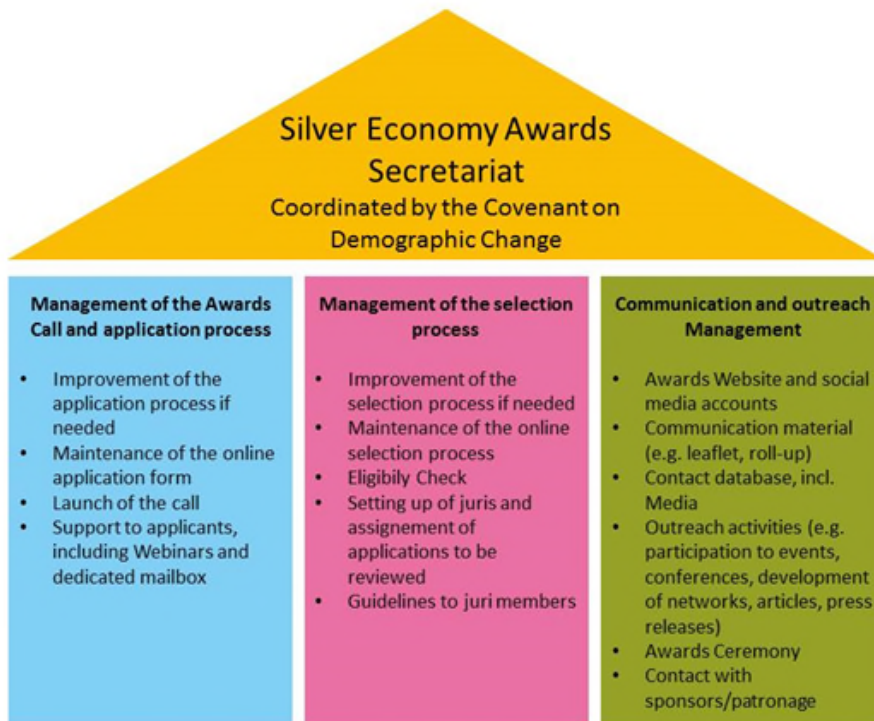 Silver Economy Awards
Secretariat
Coordinated by the Covenant on
Demographic Change
Management of the Awards
Call and application process
• Improvement of the
application process if
needed
• Maintenance of the online
application form
• Launch of the call
• Support to applicants,
including Webinars and
dedicated mailbox
Management of the selection
process
• Improvement of the
selection process if needed
• Maintenance of the online
selection process
• Eligibily Check
• Setting up of juris and
assignement of
applications to be
reviewed
• Guidelines to juri members
Communication and outreach
Management
• Awards Website and social
media accounts
• Communication material
(e.g. leaflet, roll-up)
• Contact database, incl.
Media
• Outreach activities (e.g.
participation to events,
conferences, development
of networks, articles, press
releases)
• Awards Ceremony
• Contact with
sponsors/patronage